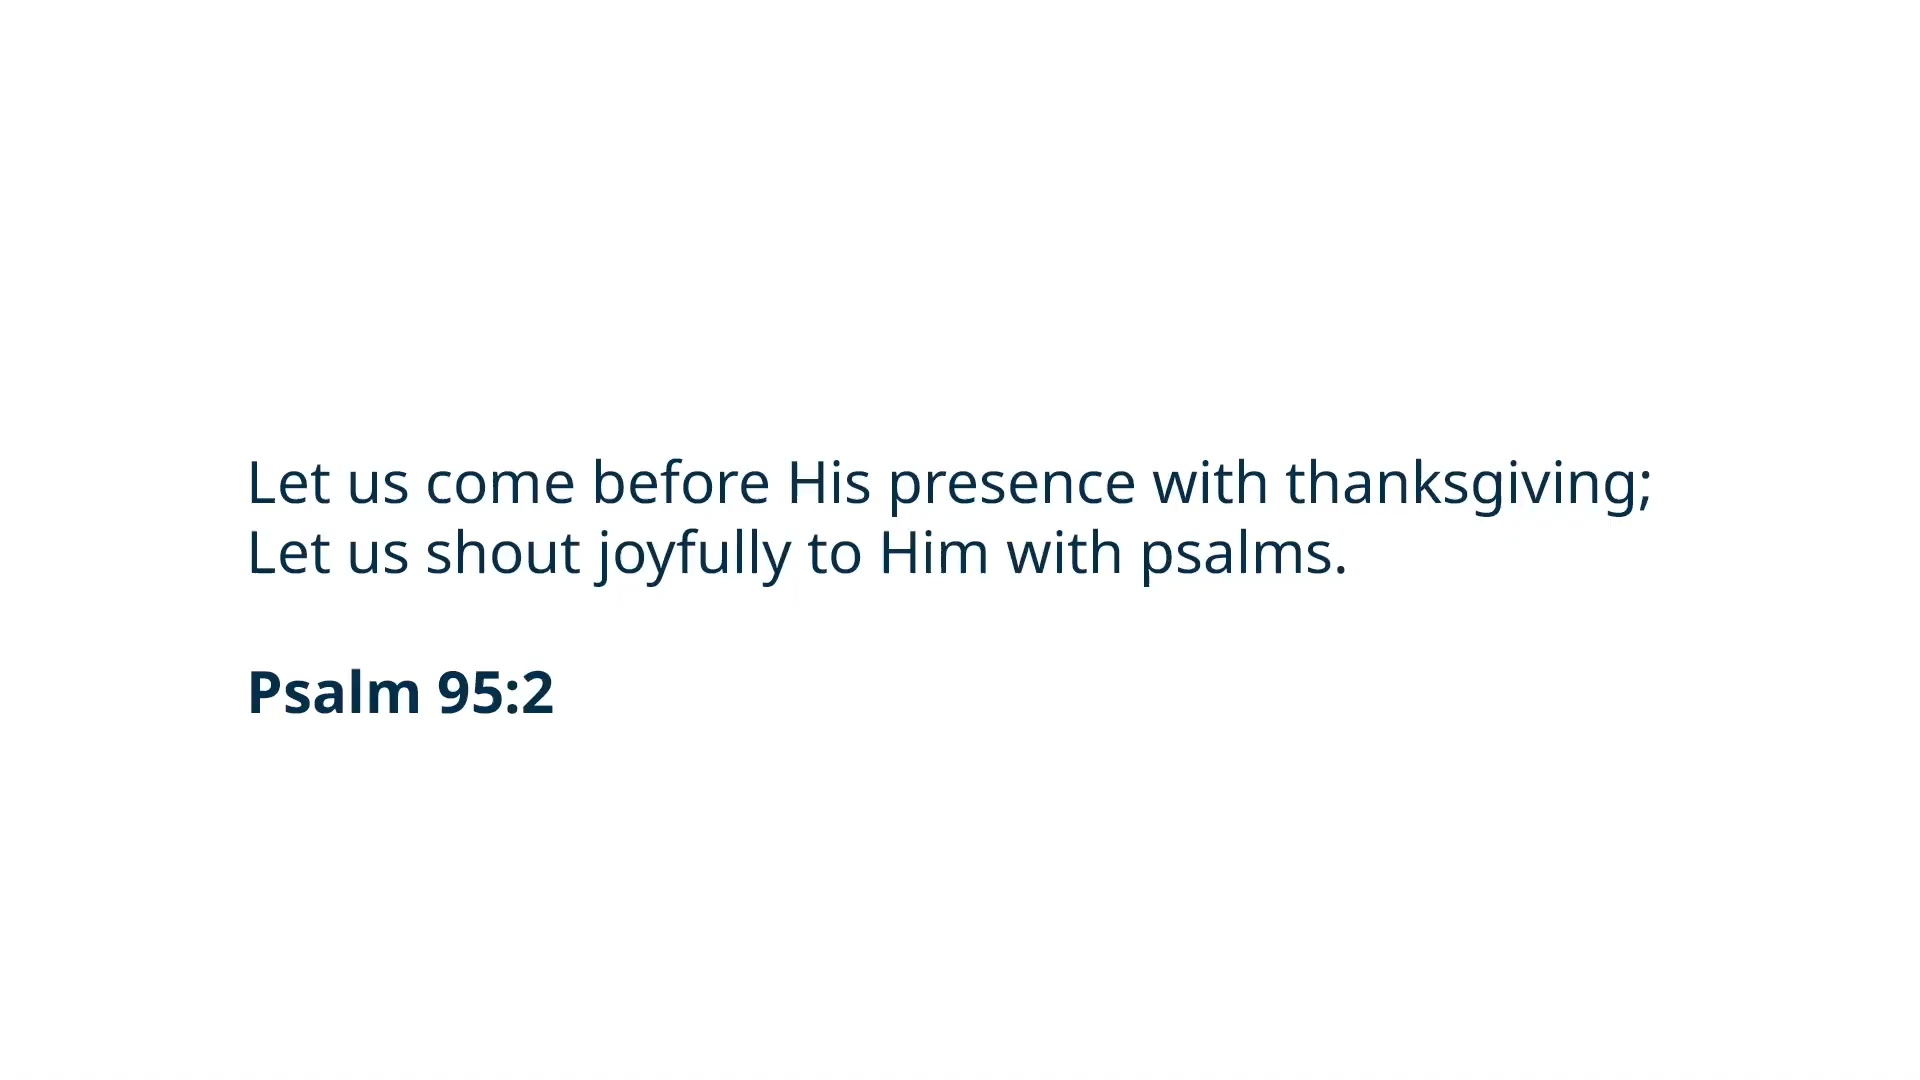 Let us come before His presence with thanksgiving;
Let us shout joyfully to Him with psalms.
Psalm 95:2